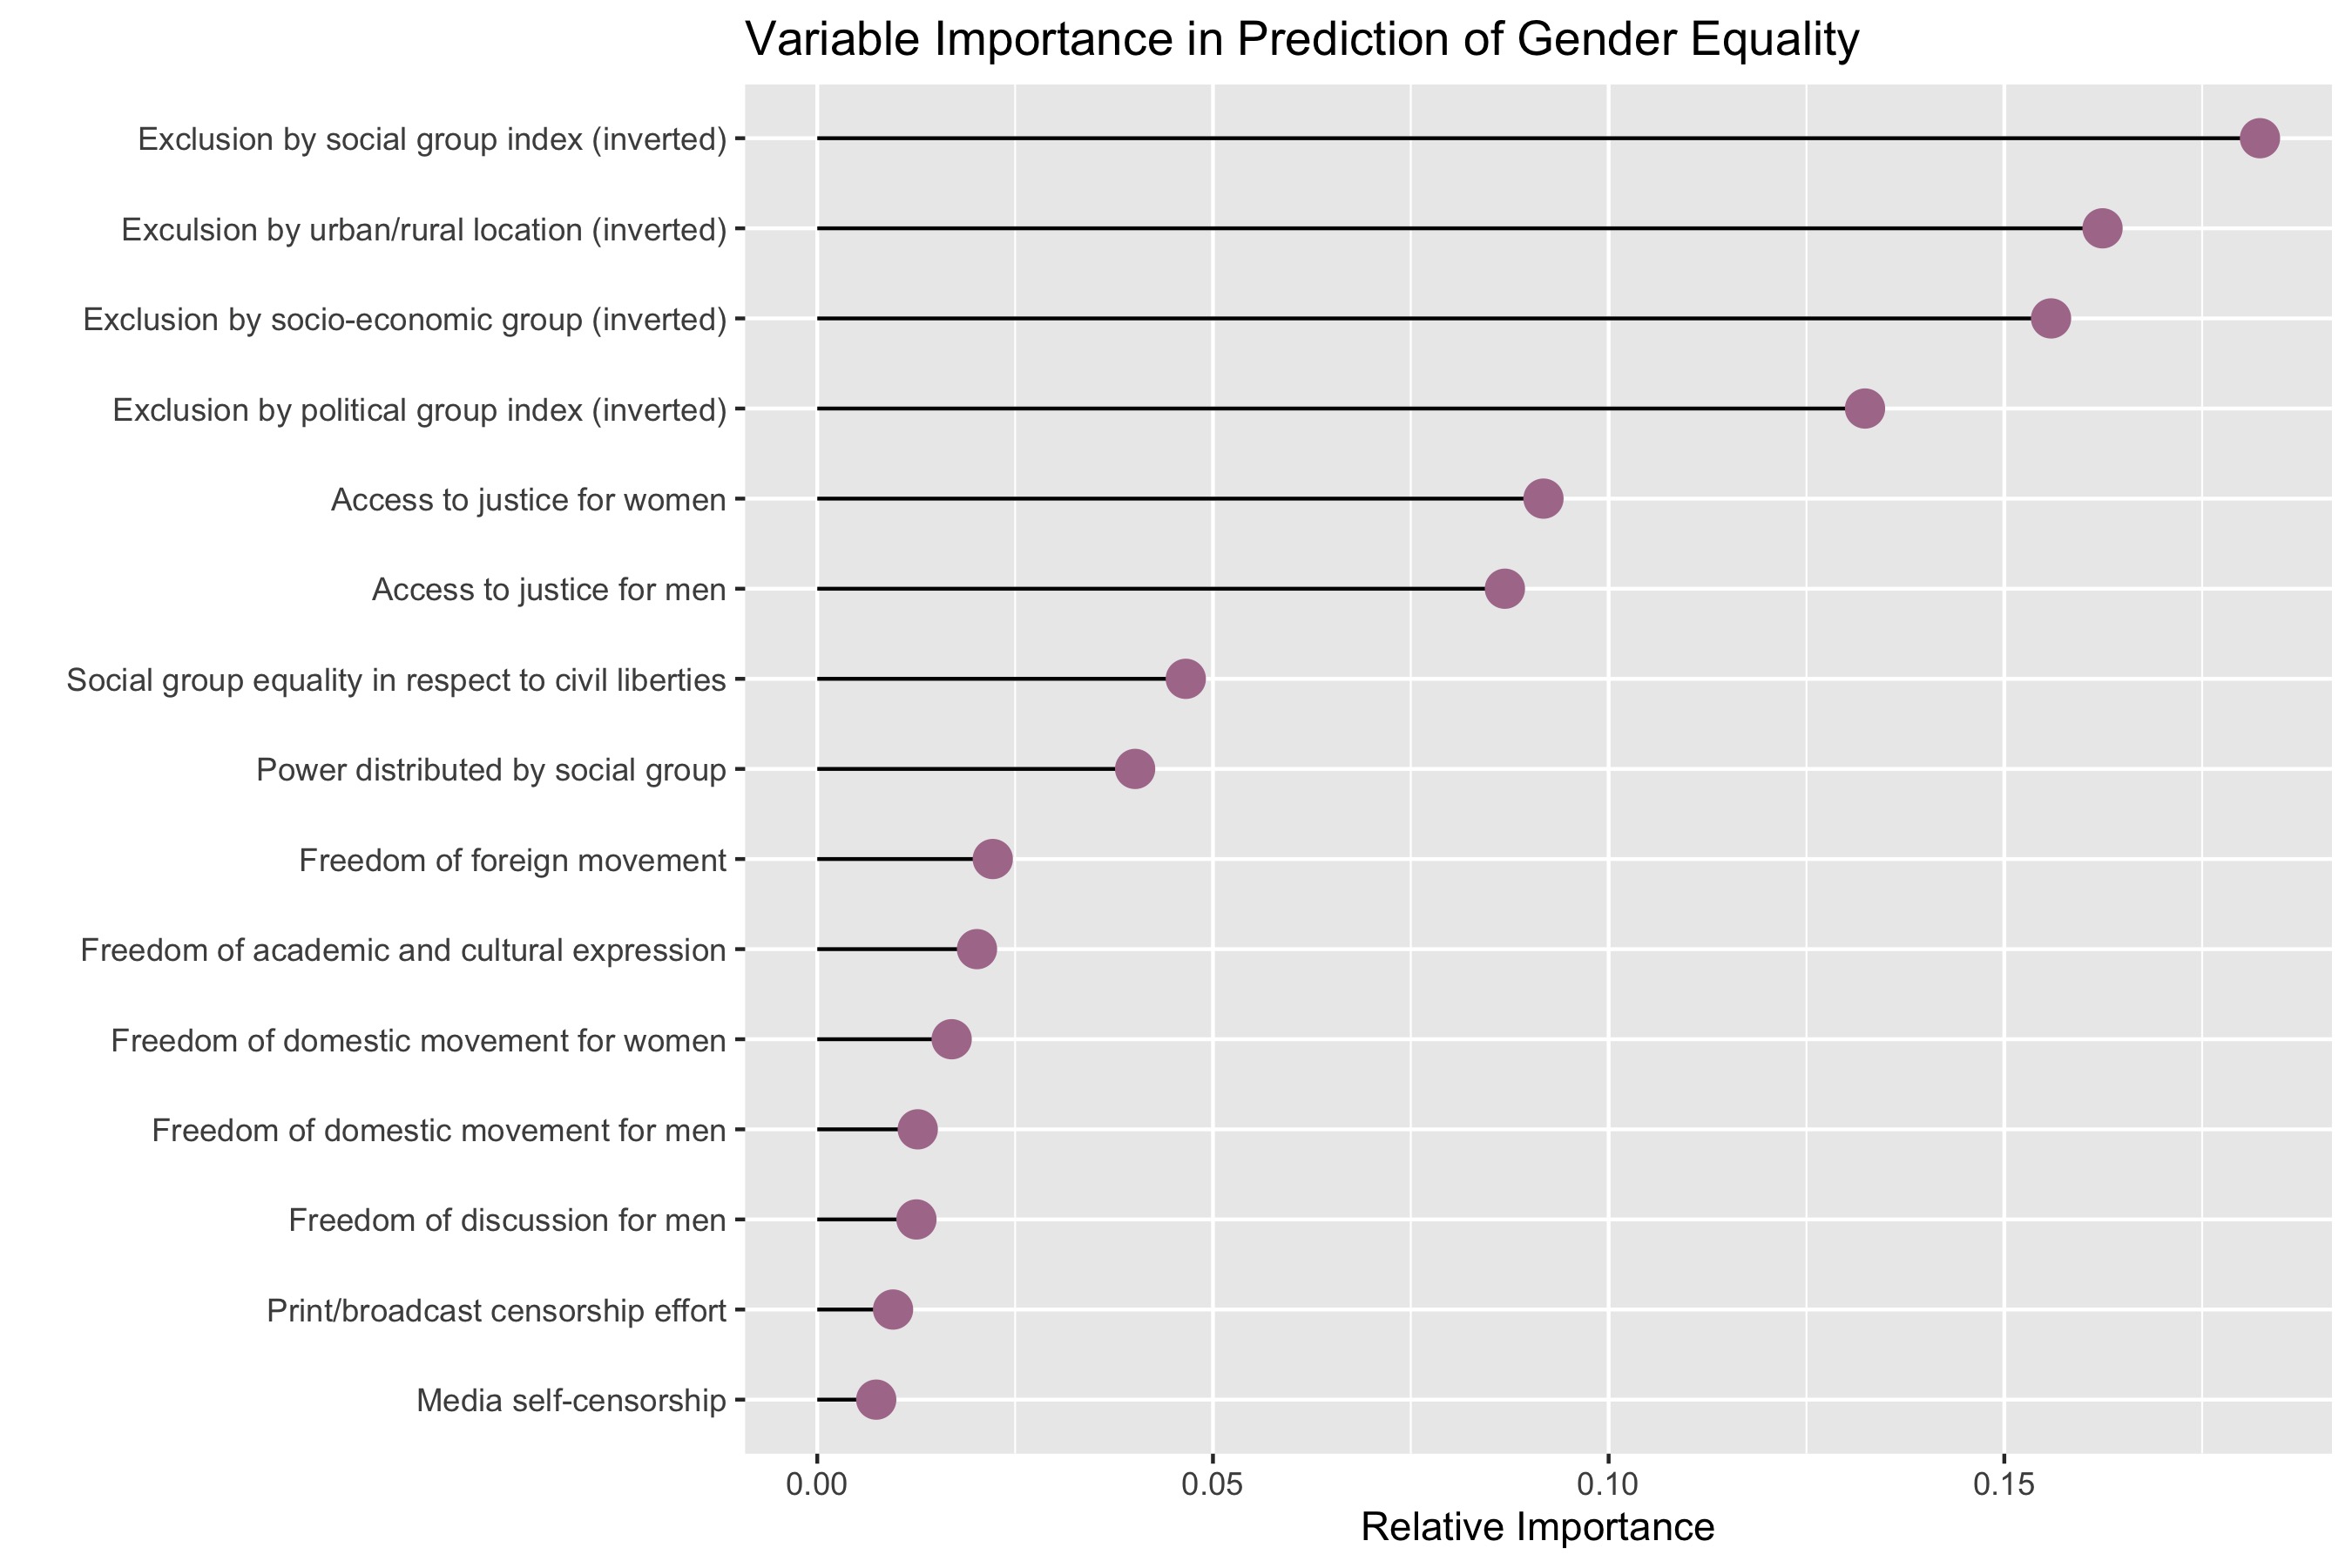 Variable Importance in Prediction of Gender Equality
Exclusion by social group index (inverted)
Exculsion by urban/rural location (inverted)
Exclusion by socio-economic group (inverted)
Exclusion by political group index (inverted)
Access to justice for women
Access to justice for men
Social group equality in respect to civil liberties
Power distributed by social group
Freedom of foreign movement
Freedom of academic and cultural expression
Freedom of domestic movement for women
Freedom of domestic movement for men
Freedom of discussion for men
Print/broadcast censorship effort
Media self-censorship
0.00 0.05 0.10 0.15
Relative Importance